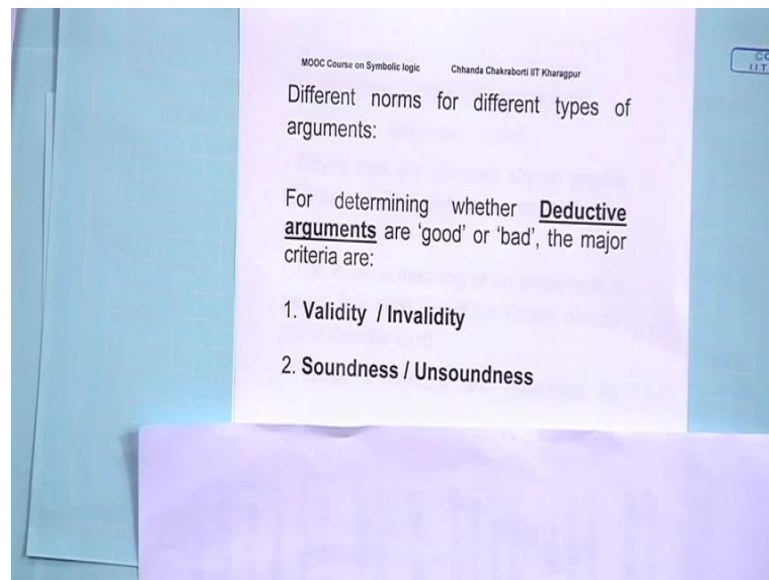 MOOC Course on Symbolic logic Chhanda Chakraborti IIT Kharagpur
Different norms for different types of
arguments:
For determining whether Deductive
arguments are 'good' or 'bad', the major
criteria are:
1. Validity / Invalidity
2. Soundness / Unsoundness